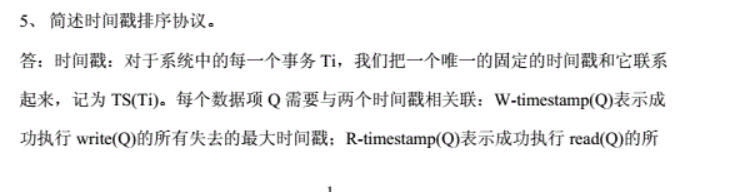 5、 简述时间戳排序协议。
答：时间戳：对于系统中的每一个事务 Ti，我们把一个唯一的固定的时间戳和它联系
起来，记为 TS(Ti)。每个数据项 Q 需要与两个时间戳相关联：W-timestamp(Q)表示成
功执行 write(Q)的所有失去的最大时间戳；R-timestamp(Q)表示成功执行 read(Q)的所